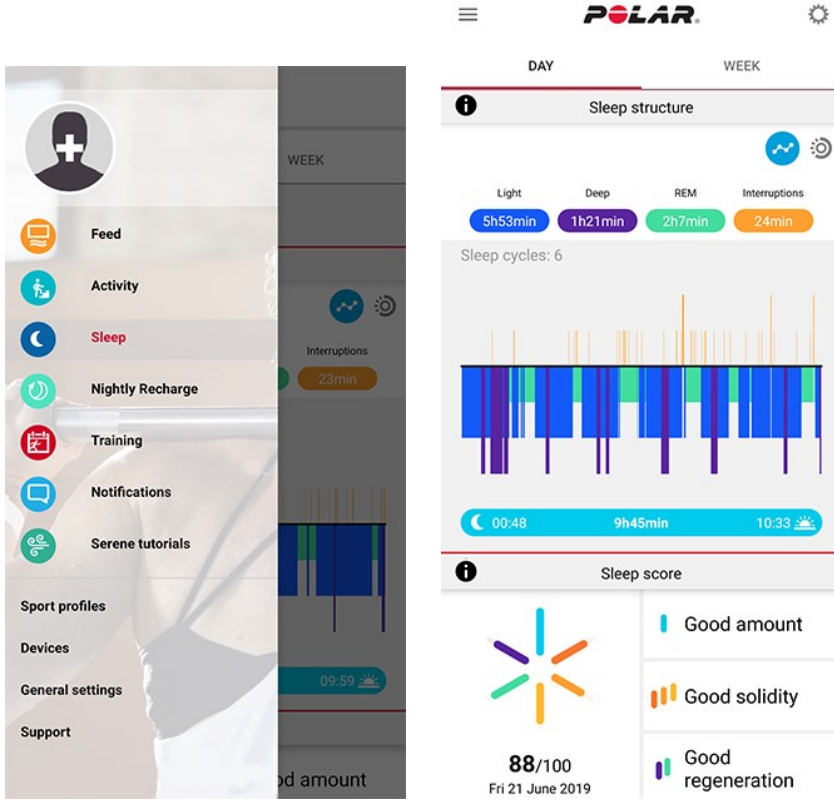 WEEK
Feed
Activity
Sleep
Interruptions
23min
Nightly Recharge
Training
Notifications
Serene tutorials
Sport profiles
Devices
General settings
09:59
Support
od amount
POLAR
DAY WEEK
Sleep structure
Light Deep REM Interruptions
5h53min 1h21min 2h7min 24min
Sleep cycles: 6
00:48 9h45min 10:33
Sleep score
Good amount
Good solidity
88/100
Fri 21 June 2019
Good
regeneration